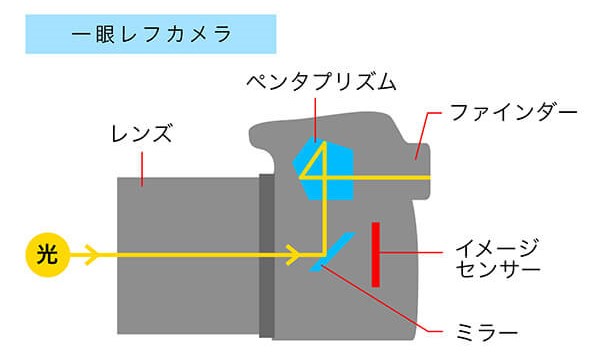 一眼レフカメラ
ペンタプリズム
ファインダー
レンズ
光
イメージ
センサー
ミラー